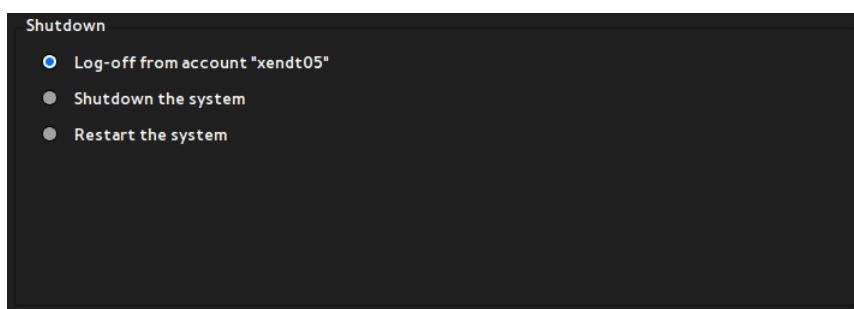 Shutdown
Log-off from account "xendt05"
Shutdown the system
Restart the system